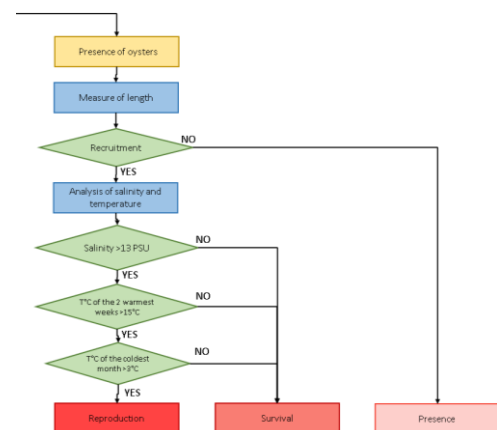 Presence of oysters
Measure of length
Recruitment
NO
YES
Analysis of salinity and
temperature
Salinity >13 PSU
NO
YES
T°C of the 2 warmest
weeks >15°C
NO
YES
T°C of the coldest
month >3°C
NO
YES
Reproduction
Survival
Presence